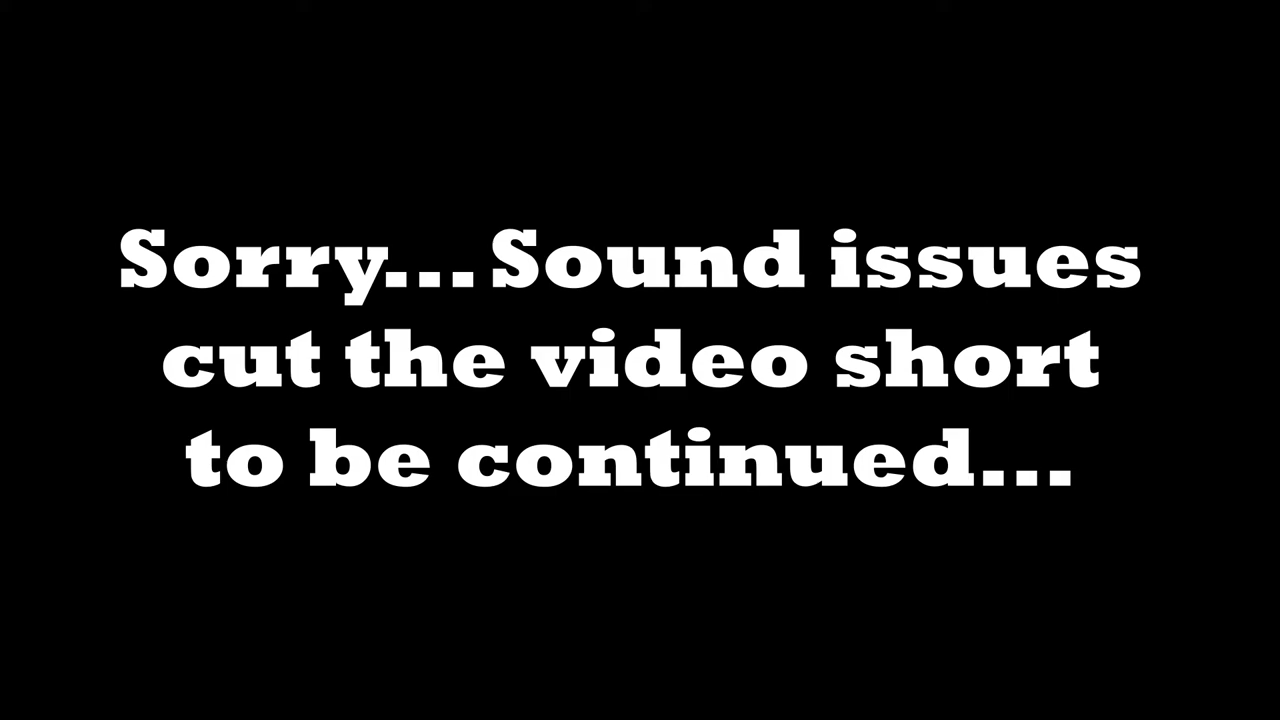 Sorry...Sound issues
cut the video short
to be continued...